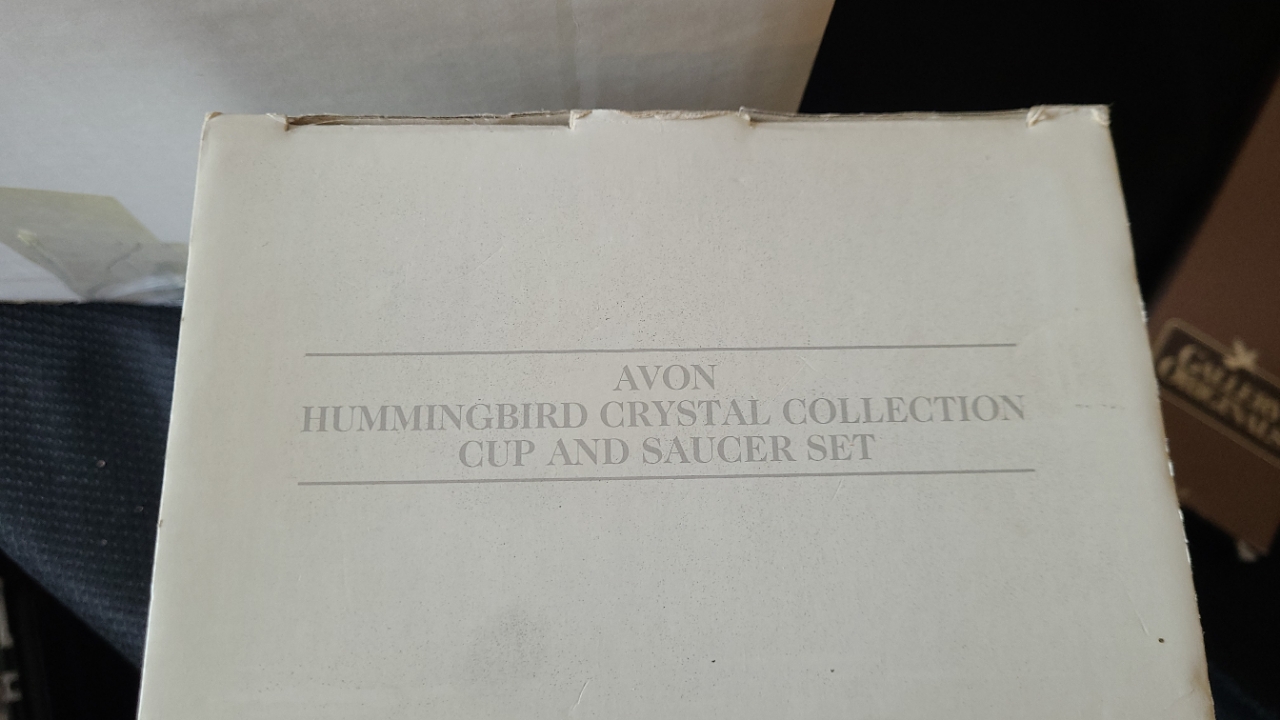 AVON
HUMMINGBIRD CRYSTAL COLLECTION
CUP AND SAUCER SET